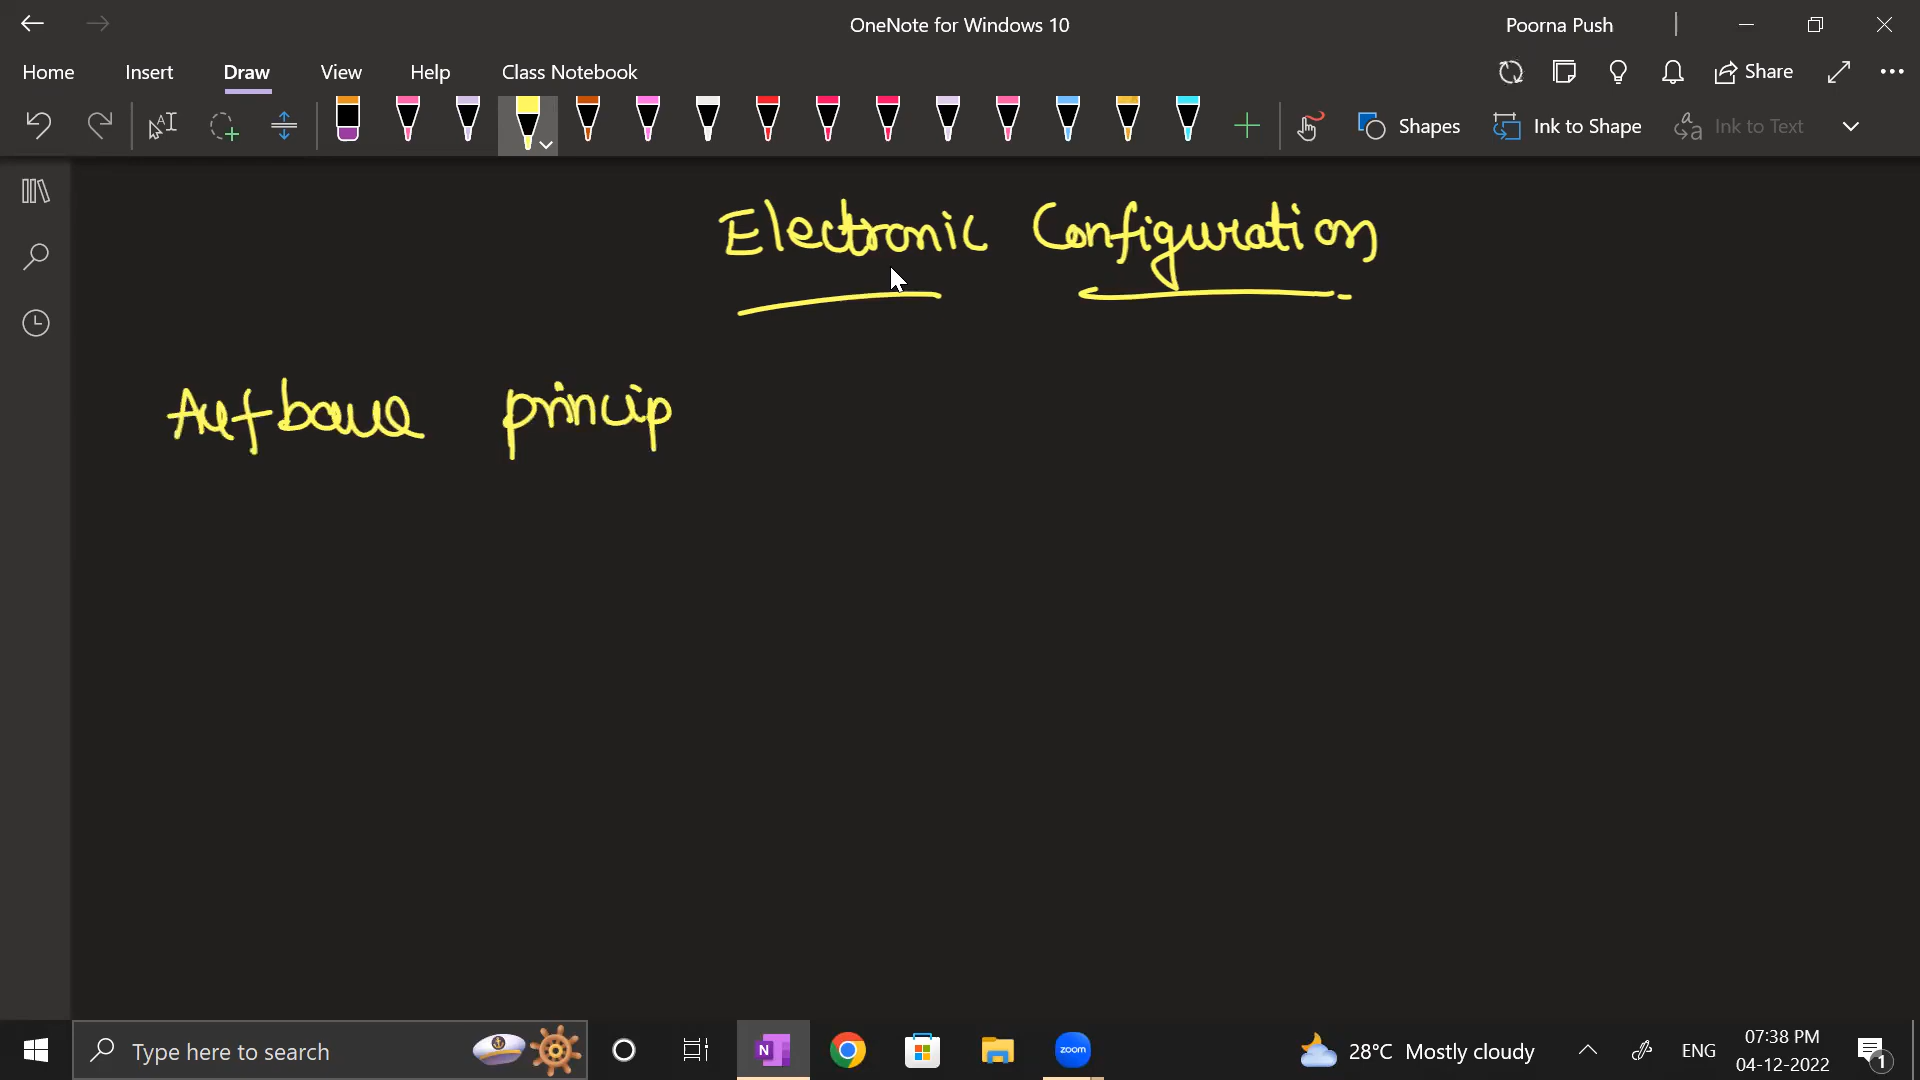 OneNote for Windows 10
Poorna Push
Home Insert Draw View Help Class Notebook
Share
Shapes Ink to Shape Ink to Text
Electronic Configuration
Aufbaue princip
Type here to search
N
zoom
28°C Mostly cloudy
ENG
07:38 PM
04-12-2022
1